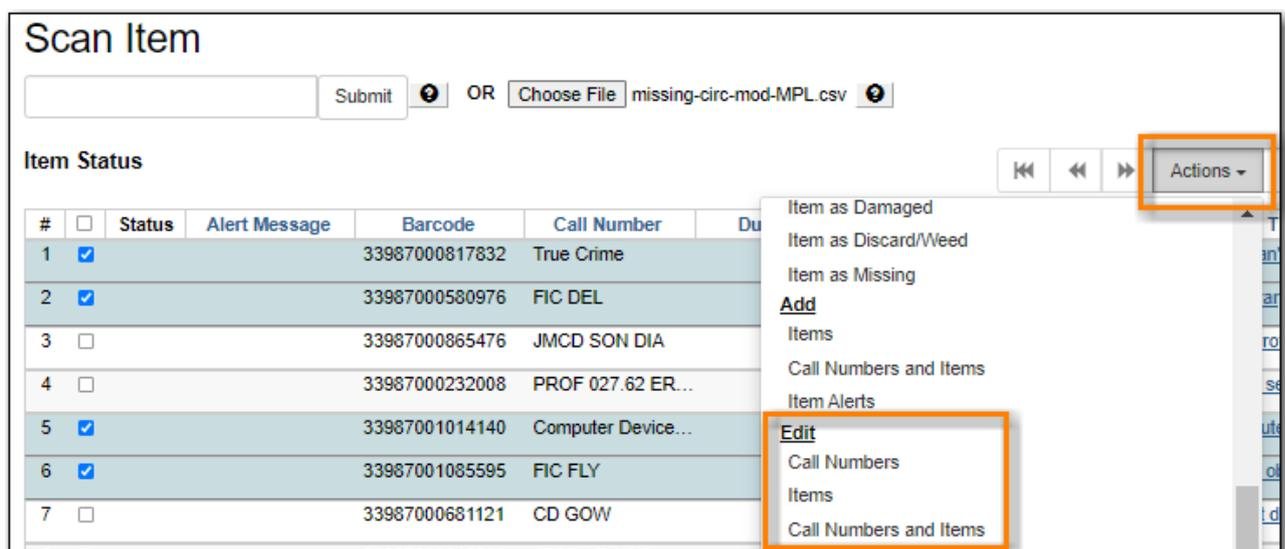 Scan Item
Submit ? OR Choose File missing-circ-mod-MPL.csv ?
Item Status
Actions
# Status Alert Message Barcode Call Number Du T
1 33987000817832 True Crime
2 33987000580976 FIC DEL
3 33987000865476 JMCD SON DIA
4 33987000232008 PROF 027.62 ER...
5 33987001014140 Computer Device...
6 33987001085595 FIC FLY
7 33987000681121 CD GOW
Item as Damaged
Item as Discard/Weed
Item as Missing
Add
Items
Call Numbers and Items
Item Alerts
Edit
Call Numbers
Items
Call Numbers and Items